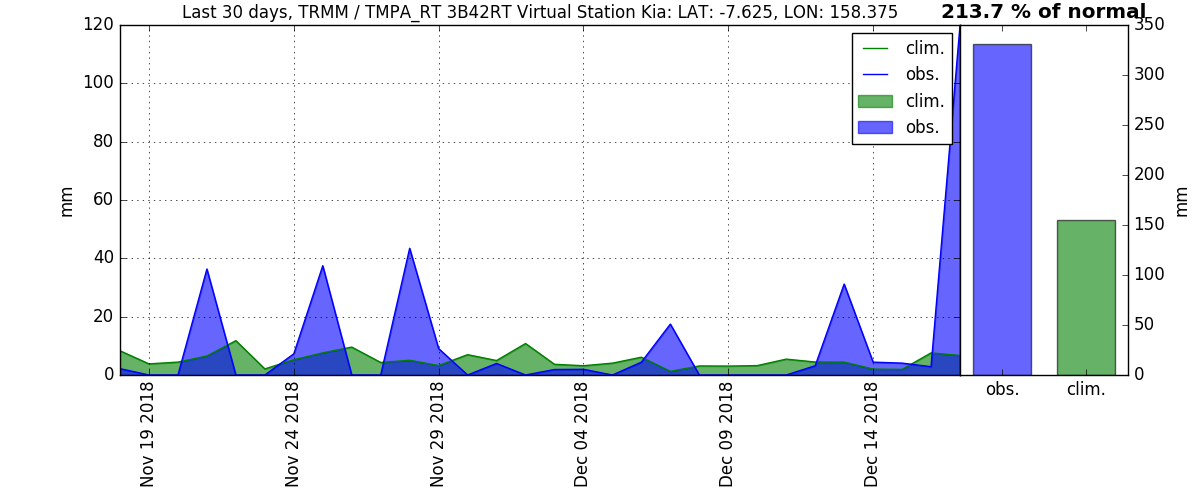 Last 30 days, TRMM / TMPA_RT 3B42RT Virtual Station Kia: LAT: -7.625, LON: 158.375
213.7 % of normal
120
100
80
60
40
20
0
mm
clim.
obs.
clim.
obs.
350
300
250
200
150
100
50
0
mm
Nov 19 2018
Nov 24 2018
Nov 29 2018
Dec 04 2018
Dec 09 2018
Dec 14 2018
obs.
clim.